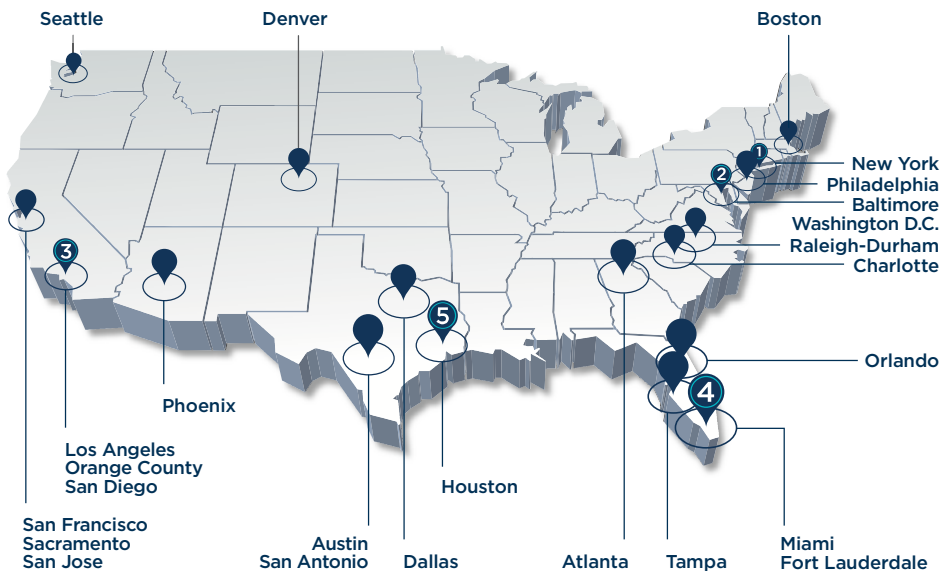 Seattle
Denver
Boston
1
New York
2
Philadelphia
Baltimore
Washington D.C.
Raleigh-Durham
Charlotte
3
5
Orlando
4
Phoenix
Los Angeles
Orange County
San Diego
Houston
San Francisco
Sacramento
San Jose
Austin
San Antonio
Dallas
Atlanta
Tampa
Miami
Fort Lauderdale